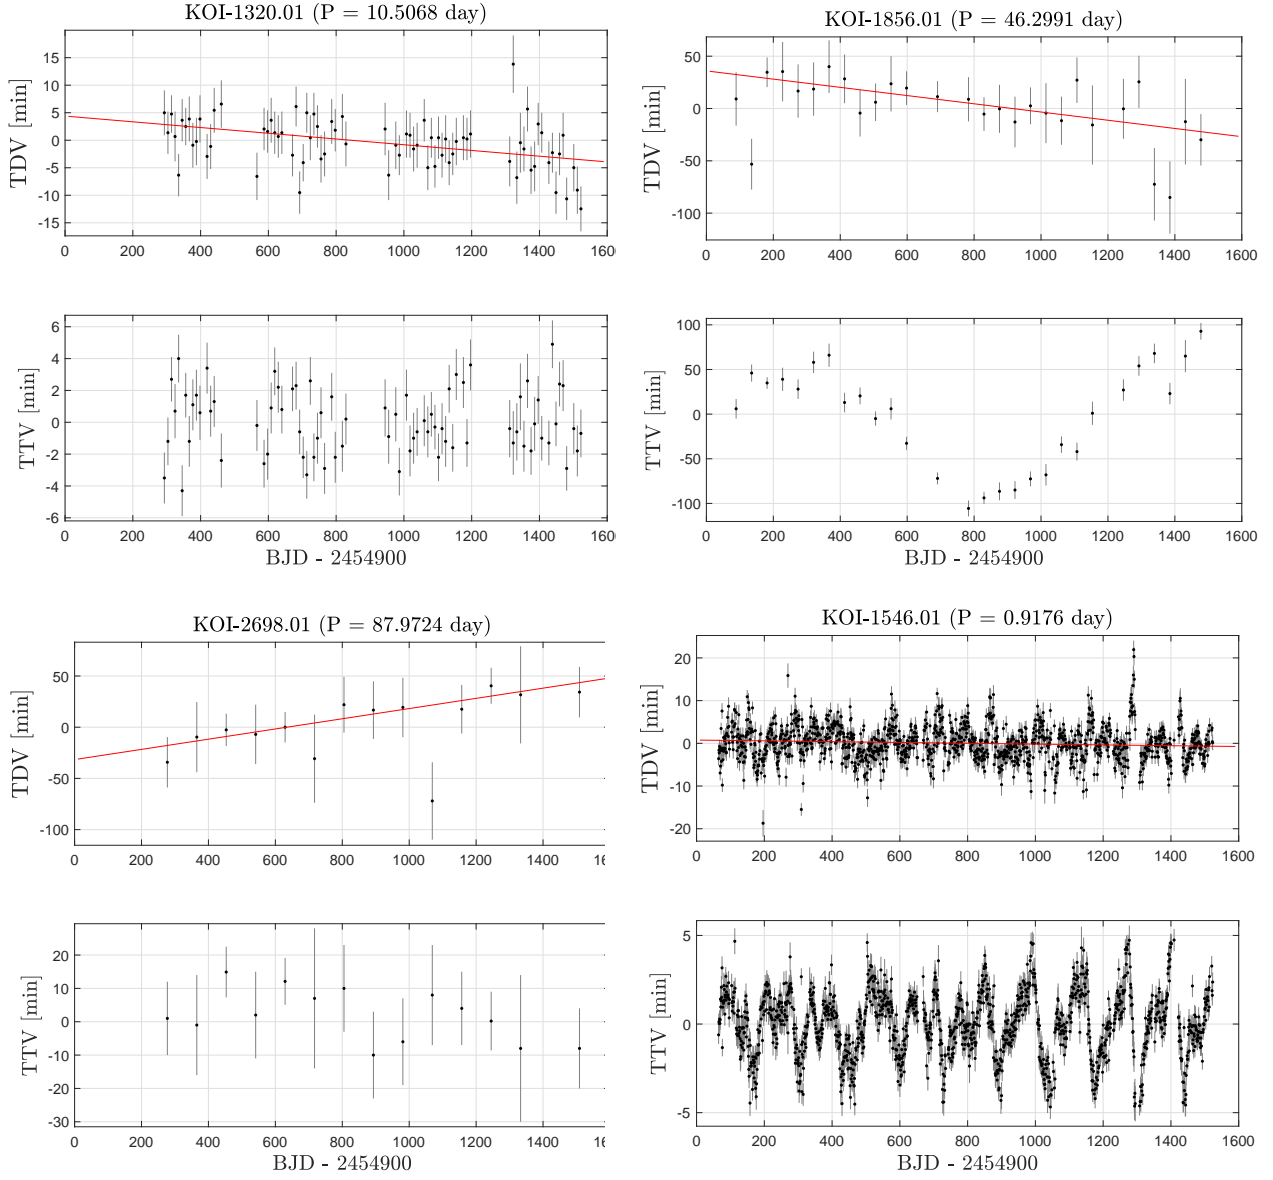 KOI-1320.01 (P = 10.5068 day)
TDV [min]
15
10
5
0
-5
-10
-15
0 200 400 600 800 1000 1200 1400 1600
TTV [min]
6
4
2
0
-2
-4
-6
0 200 400 600 800 1000 1200 1400 160
BJD - 2454900
KOI-1856.01 (P = 46.2991 day)
TDV [min]
50
0
-50
-100
0 200 400 600 800 1000 1200 1400 1600
TTV [min]
100
50
0
-50
-100
0 200 400 600 800 1000 1200 1400 1600
BJD - 2454900
KOI-2698.01 (P = 87.9724 day)
TDV [min]
50
0
-50
-100
0 200 400 600 800 1000 1200 1400 16
TTV [min]
20
10
0
-10
-20
-30
0 200 400 600 800 1000 1200 1400 16
BJD - 2454900
KOI-1546.01 (P = 0.9176 day)
TDV [min]
20
10
0
-10
-20
0 200 400 600 800 1000 1200 1400 1600
TTV [min]
5
0
-5
0 200 400 600 800 1000 1200 1400 1600
BJD - 2454900